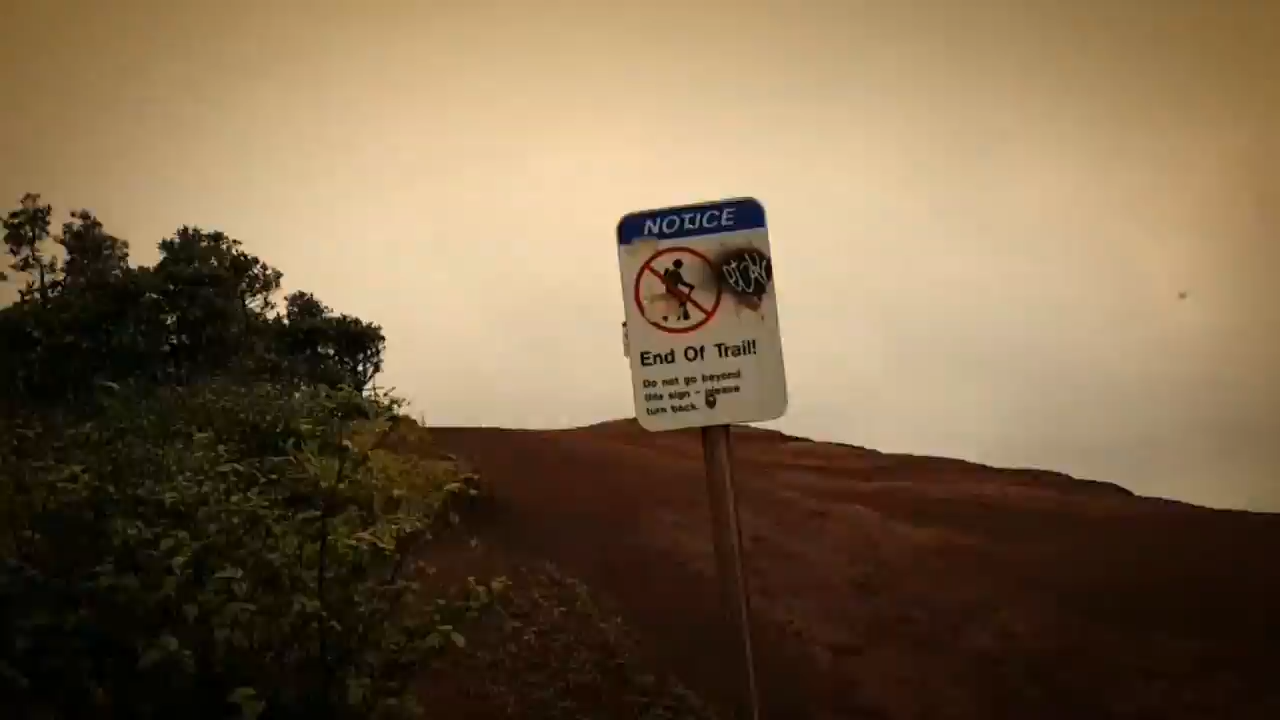 NOTICE
End Of Trail!
Do not go beyond
this sign - please
turn back.